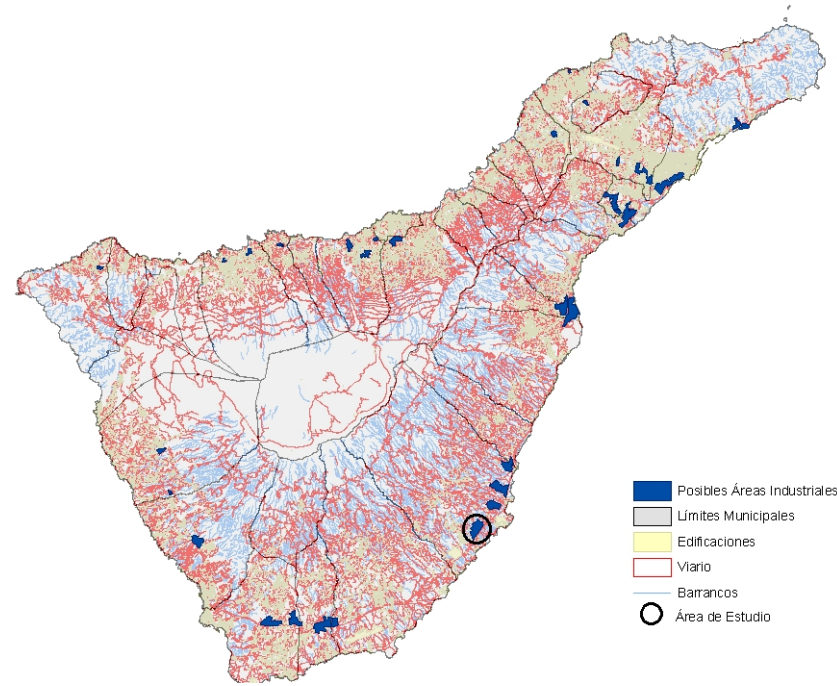 Posibles Áreas Industriales
Límites Municipales
Edificaciones
Viario
Barrancos
Área de Estudio